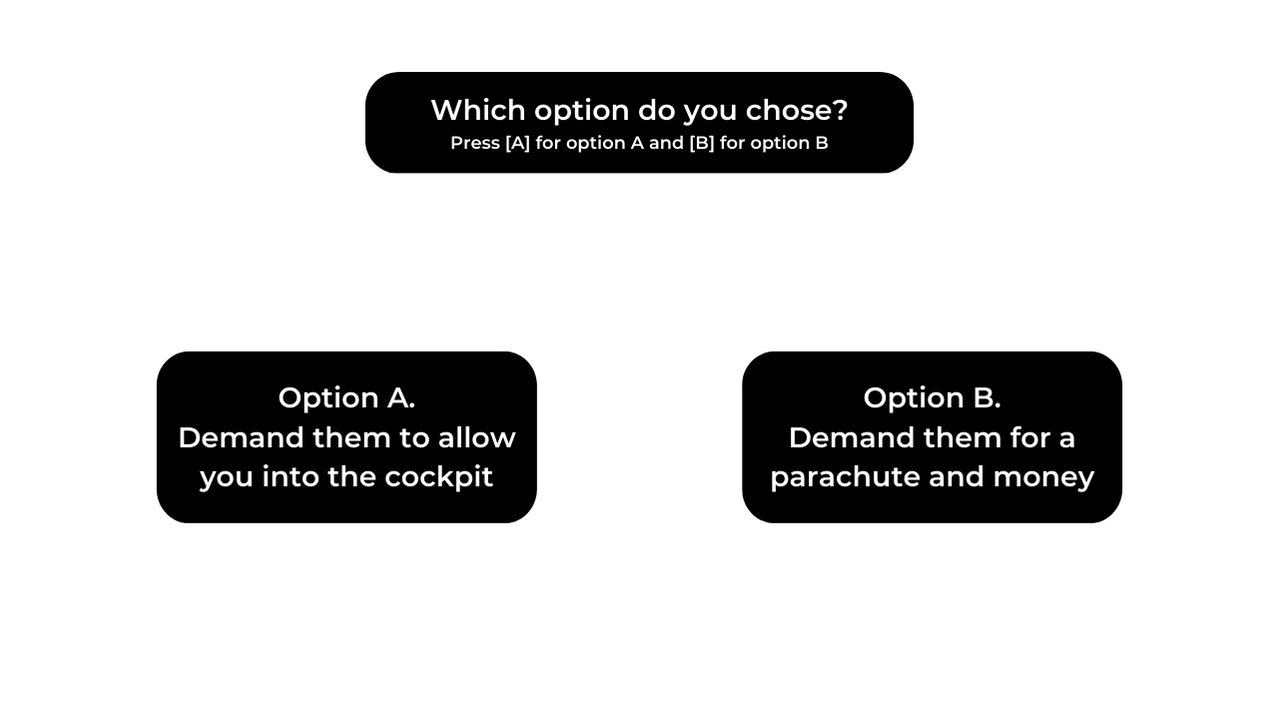 Which option do you chose?
Press [A] for option A and [B] for option B
Option A.
Demand them to allow
you into the cockpit
Option B.
Demand them for a
parachute and money